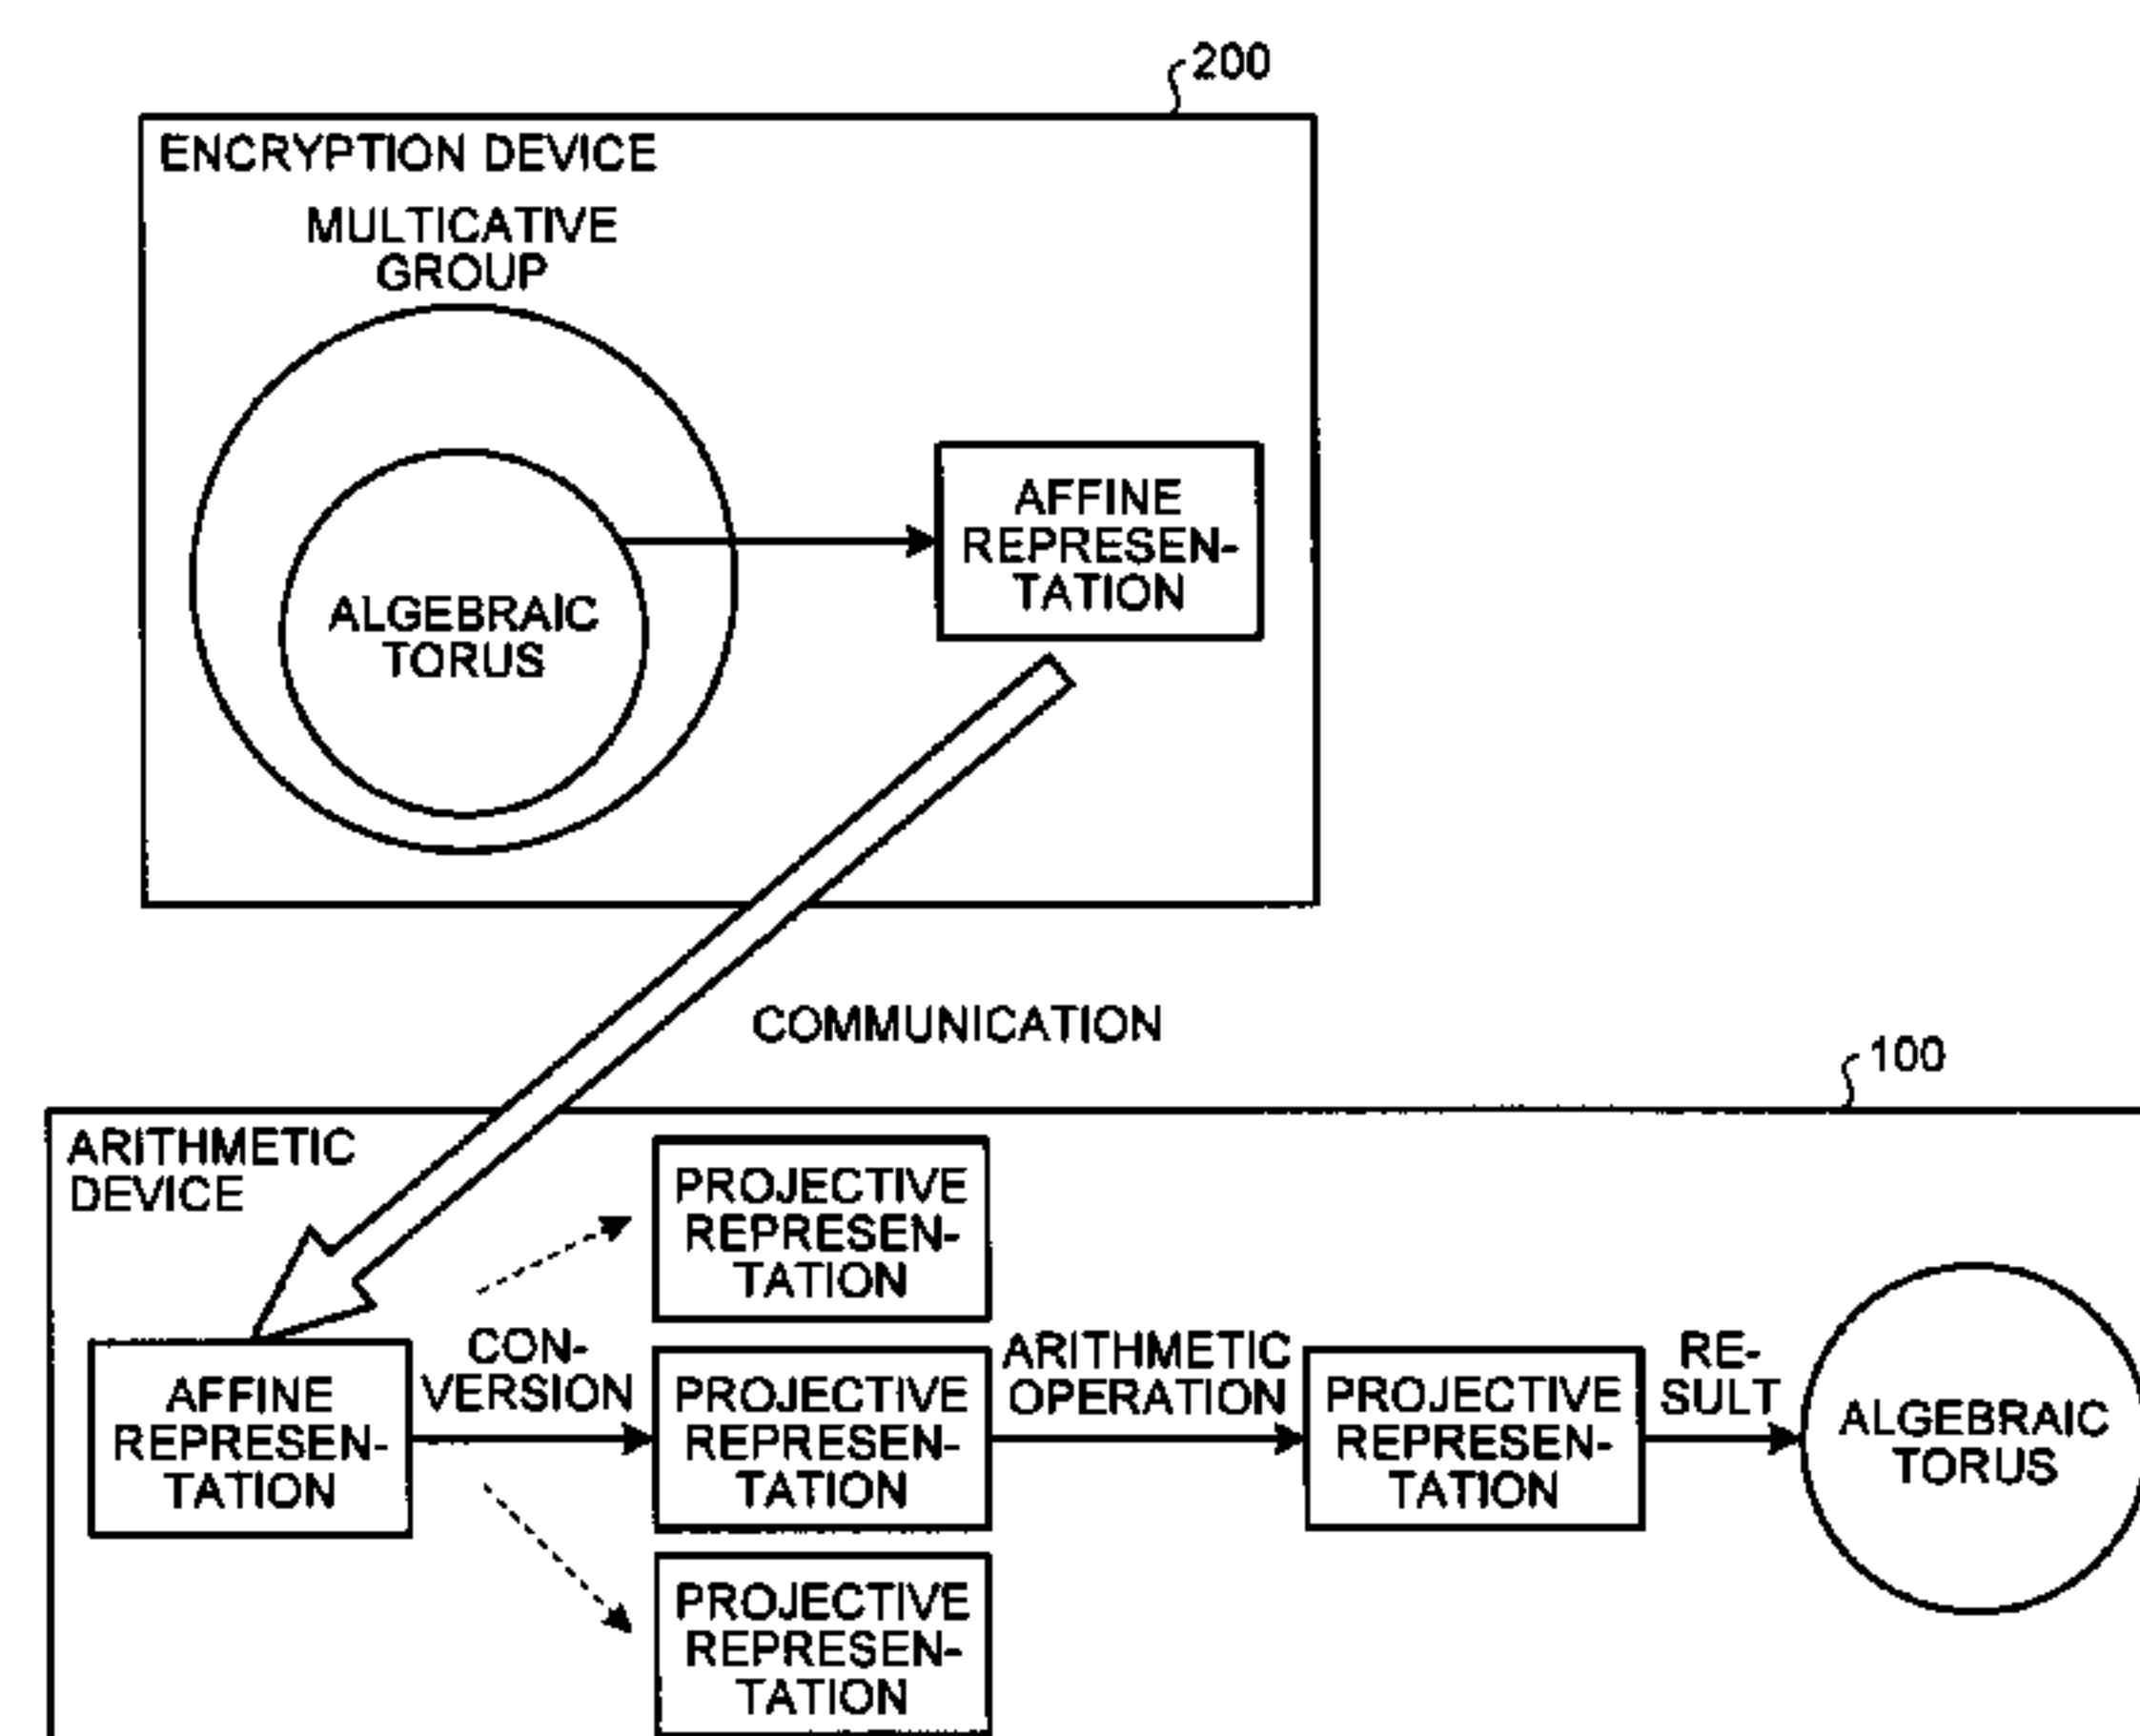 200
ENCRYPTION DEVICE
MULTICATIVE
GROUP
ALGEBRAIC
TORUS
AFFINE
REPRESEN-
TATION
COMMUNICATION
100
ARITHMETIC
DEVICE
PROJECTIVE
REPRESEN-
TATION
AFFINE
REPRESEN-
TATION
CON-
VERSION
PROJECTIVE
REPRESEN-
TATION
ARITHMETIC
OPERATION
PROJECTIVE
REPRESEN-
TATION
RE-
SULT
ALGEBRAIC
TORUS
PROJECTIVE
REPRESEN-
TATION